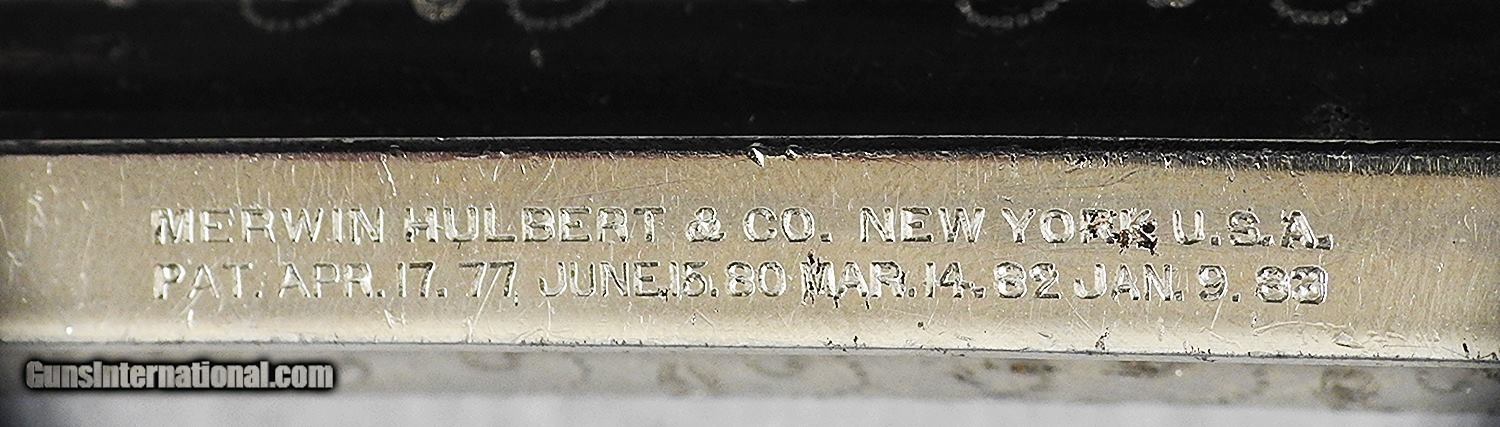 MERWIN HULBERT & CO. NEW YORK U.S.A.
PAT. APR. 17. 77. JUNE.15.80 MAR. 14. 82 JAN. 9. 83
GunsInternational.com